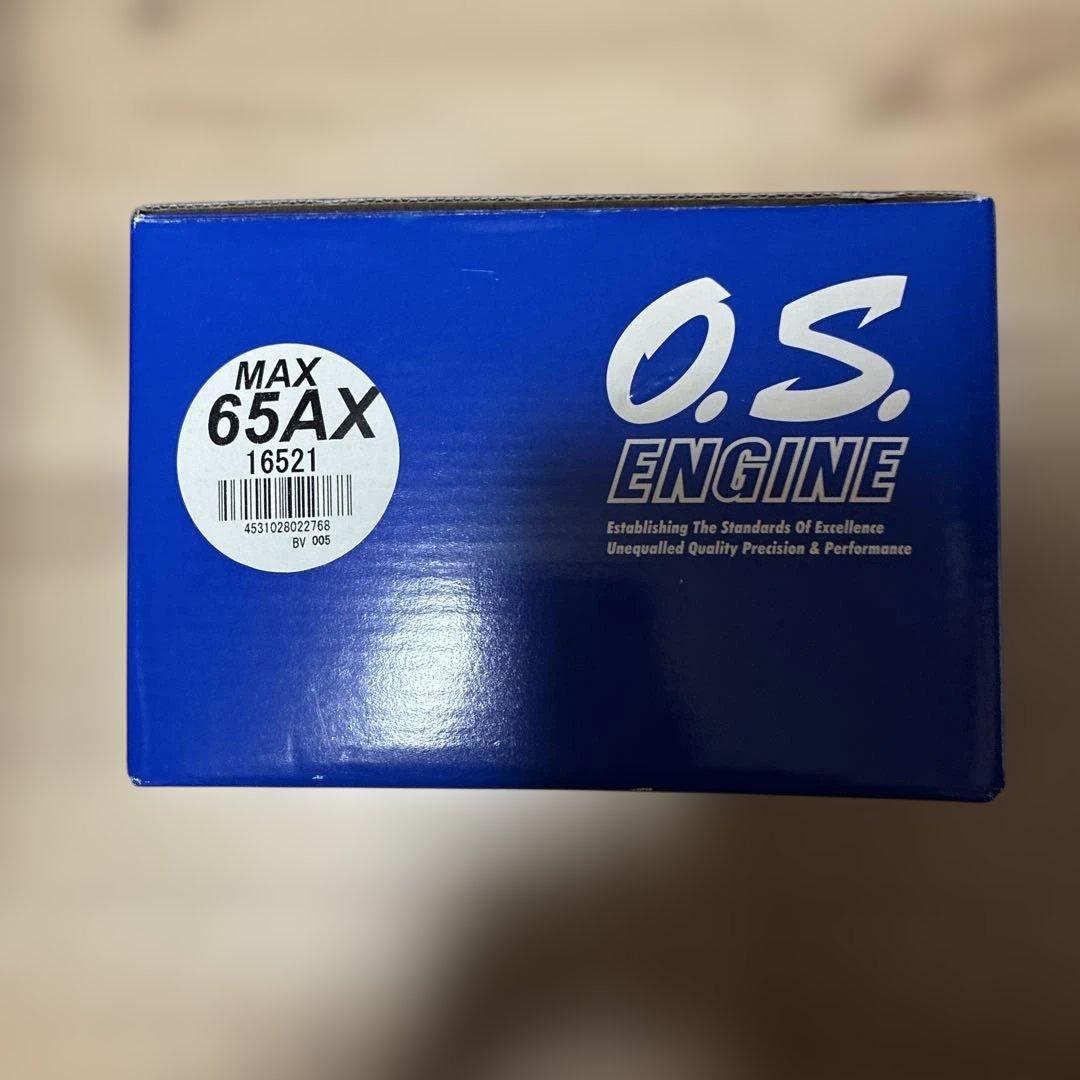 MAX
65AX
16521
4531028022768
BV 005
O.S.
ENGINE
Establishing The Standards Of Excellence
Unequalled Quality Precision & Performance